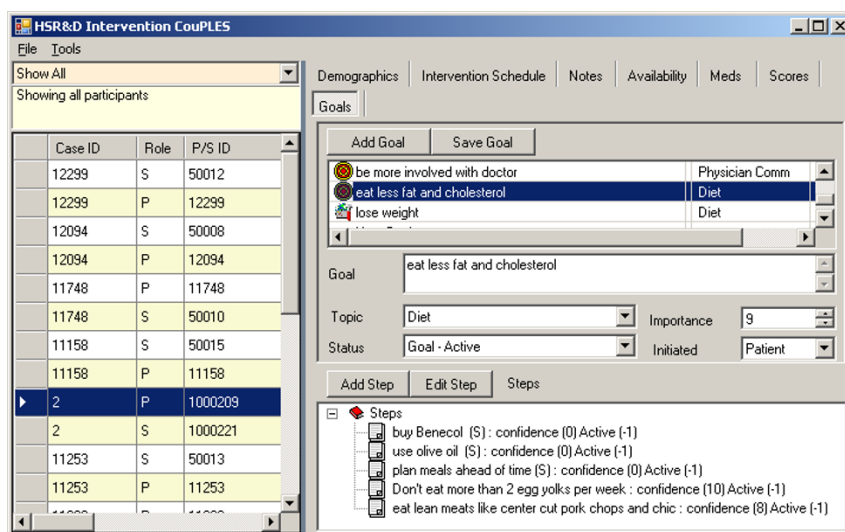 HSR&D Intervention CouPLES
File Tools
Show All
Showing all participants
Case ID Role P/S ID
12299 S 50012
12299 P 12299
12094 S 50008
12094 P 12094
11748 P 11748
11748 S 50010
11158 S 50015
11158 P 11158
2 P 1000209
2 S 1000221
11253 S 50013
11253 P 11253
Demographics Intervention Schedule Notes Availability Meds Scores
Goals
Add Goal Save Goal
be more involved with doctor Physician Comm
eat less fat and cholesterol Diet
lose weight Diet
Goal eat less fat and cholesterol
Topic Diet Importance 9
Status Goal - Active Initiated Patient
Add Step Edit Step Steps
Steps
buy Benecol (S) : confidence (0) Active (-1)
use olive oil (S) : confidence (0) Active (-1)
plan meals ahead of time (S) : confidence (0) Active (-1)
Don't eat more than 2 egg yolks per week : confidence (10) Active (-1)
eat lean meats like center cut pork chops and chic : confidence (8) Active (-1)